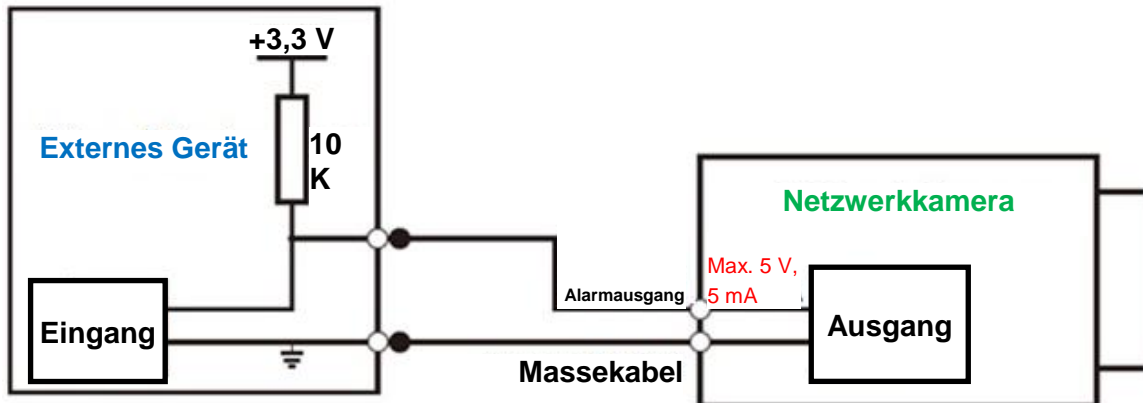 +3,3 V
Externes Gerät
10
K
Netzwerkkamera
Max. 5 V,
5 mA
Alarmausgang
Eingang
Ausgang
Massekabel